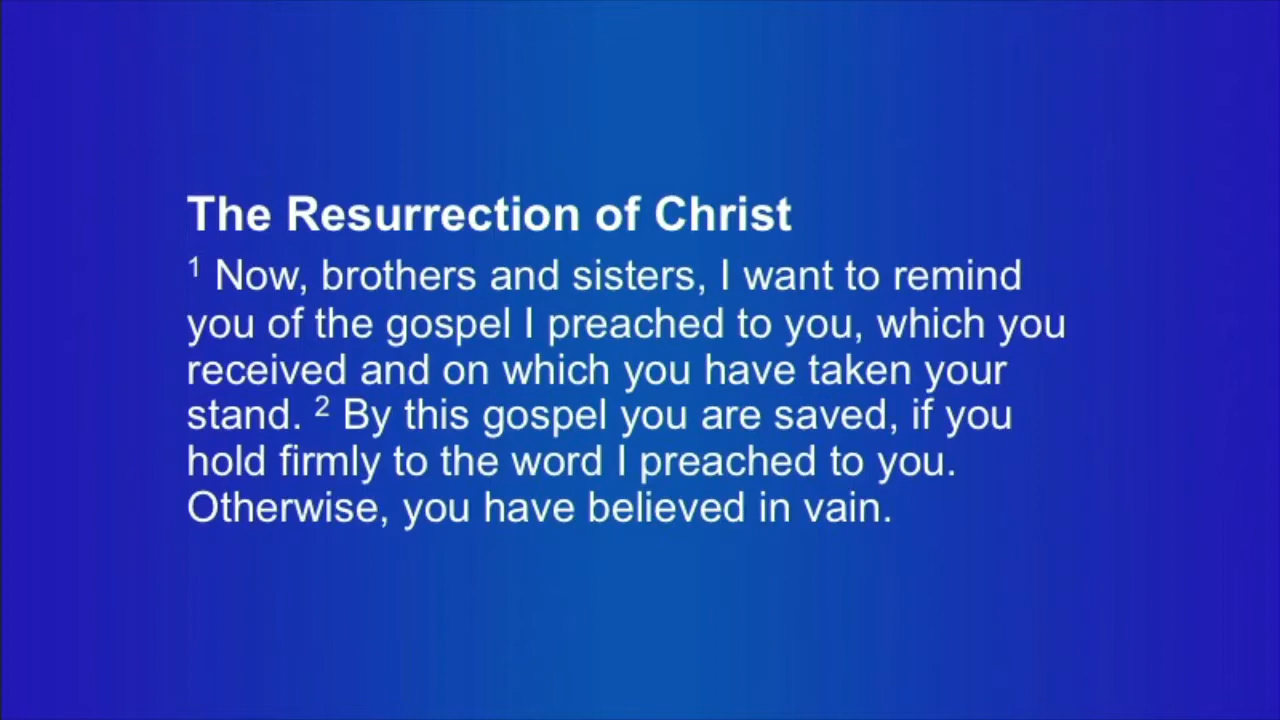 The Resurrection of Christ
¹ Now, brothers and sisters, I want to remind
you of the gospel I preached to you, which you
received and on which you have taken your
stand. ² By this gospel you are saved, if you
hold firmly to the word I preached to you.
Otherwise, you have believed in vain.